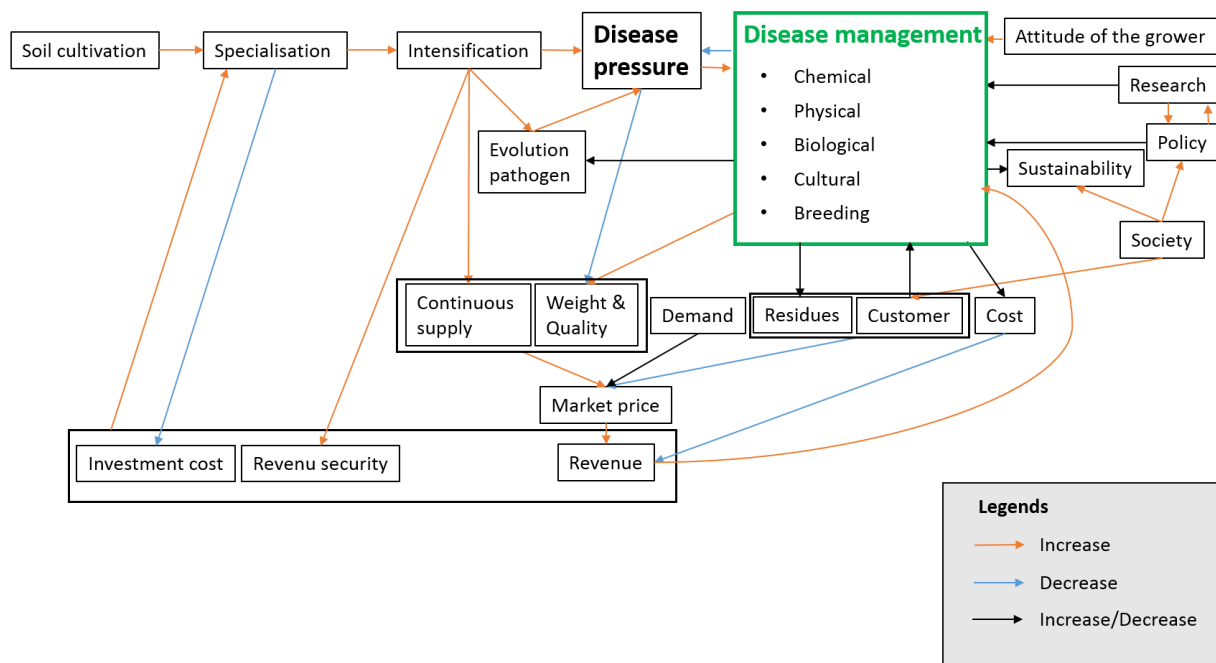 Soil cultivation
Specialisation
Intensification
Disease
pressure
Disease management
• Chemical
• Physical
• Biological
• Cultural
• Breeding
Attitude of the grower
Research
Policy
Sustainability
Society
Evolution
pathogen
Continuous
supply
Weight &
Quality
Demand
Residues
Customer
Cost
Market price
Investment cost
Revenu security
Revenue
Legends
Increase
Decrease
Increase/Decrease